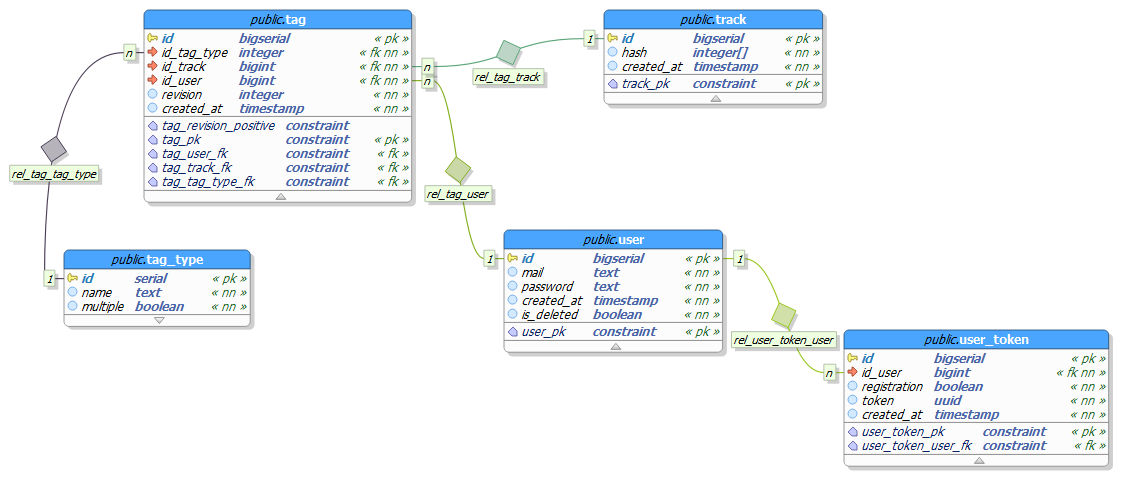 public.tag
id bigserial « pk »
id_tag_type integer « fk nn »
id_track bigint « fk nn »
id_user bigint « fk nn »
revision integer « nn »
created_at timestamp « nn »
tag_revision_positive constraint
tag_pk constraint « pk »
tag_user_fk constraint « fk »
tag_track_fk constraint « fk »
tag_tag_type_fk constraint « fk »
public.track
id bigserial « pk »
hash integer[] « nn »
created_at timestamp « nn »
track_pk constraint « pk »
n
n
n
1
rel_tag_track
rel_tag_tag_type
rel_tag_user
1
1
1
public.tag_type
id serial « pk »
name text « nn »
multiple boolean « nn »
public.user
id bigserial « pk »
mail text « nn »
password text « nn »
created_at timestamp « nn »
is_deleted boolean « nn »
user_pk constraint « pk »
rel_user_token_user
n
public.user_token
id bigserial « pk »
id_user bigint « fk nn »
registration boolean « nn »
token uuid « nn »
created_at timestamp « nn »
user_token_pk constraint « pk »
user_token_user_fk constraint « fk »